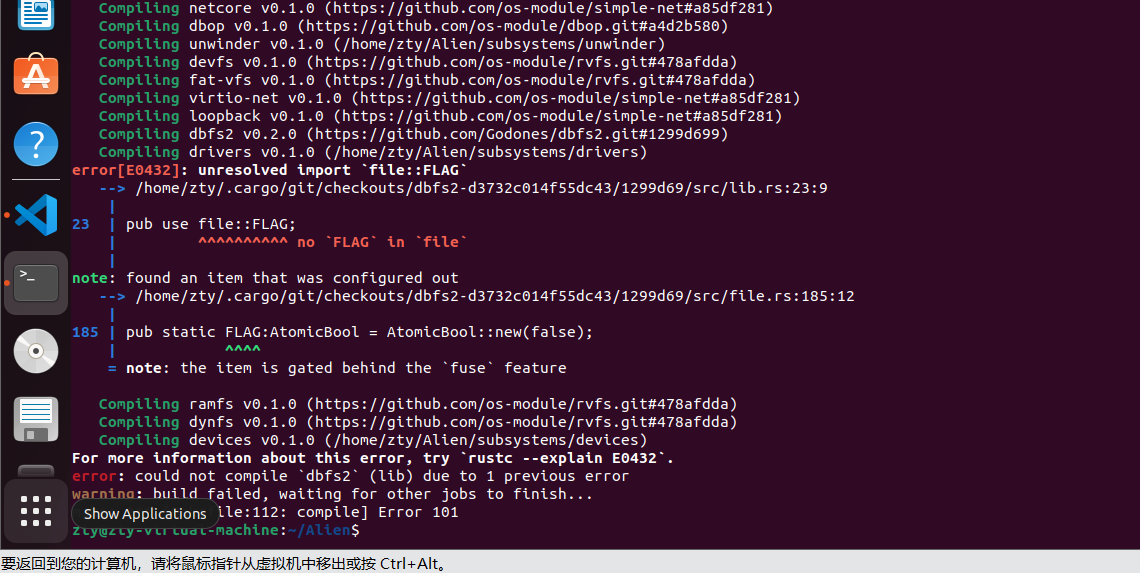 Compiling netcore v0.1.0 (https://github.com/os-module/simple-net#a85df281)
Compiling dbop v0.1.0 (https://github.com/os-module/dbop.git#a4d2b580)
Compiling unwinder v0.1.0 (/home/zty/Alien/subsystems/unwinder)
Compiling devfs v0.1.0 (https://github.com/os-module/rvfs.git#478afdda)
Compiling fat-vfs v0.1.0 (https://github.com/os-module/rvfs.git#478afdda)
Compiling virtio-net v0.1.0 (https://github.com/os-module/simple-net#a85df281)
Compiling loopback v0.1.0 (https://github.com/os-module/simple-net#a85df281)
Compiling dbfs2 v0.2.0 (https://github.com/Godones/dbfs2.git#1299d699)
Compiling drivers v0.1.0 (/home/zty/Alien/subsystems/drivers)
error[E0432]: unresolved import `file::FLAG`
--> /home/zty/.cargo/git/checkouts/dbfs2-d3732c014f55dc43/1299d69/src/lib.rs:23:9
|
23 | pub use file::FLAG;
| ^^^^^^^^^^ no `FLAG` in `file`
|
note: found an item that was configured out
--> /home/zty/.cargo/git/checkouts/dbfs2-d3732c014f55dc43/1299d69/src/file.rs:185:12
|
185 | pub static FLAG:AtomicBool = AtomicBool::new(false);
| ^^^^
= note: the item is gated behind the `fuse` feature
Compiling ramfs v0.1.0 (https://github.com/os-module/rvfs.git#478afdda)
Compiling dynfs v0.1.0 (https://github.com/os-module/rvfs.git#478afdda)
Compiling devices v0.1.0 (/home/zty/Alien/subsystems/devices)
For more information about this error, try `rustc --explain E0432`.
error: could not compile `dbfs2` (lib) due to 1 previous error
warning: build failed, waiting for other jobs to finish...
Show Applications
ile:112: compile] Error 101
zty@zty-virtual-machine:~/Alien$
要返回到您的计算机，请将鼠标指针从虚拟机中移出或按 Ctrl+Alt。